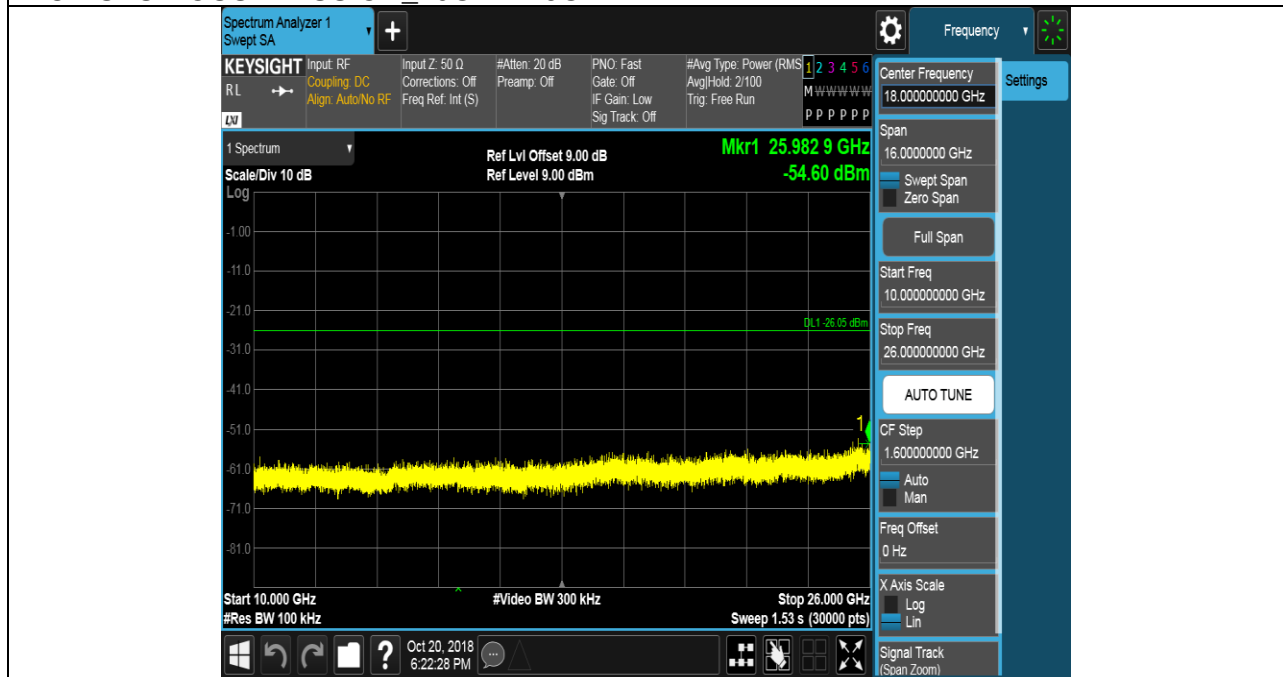 Spectrum Analyzer 1
Swept SA
+
Frequency
KEYSIGHT
RL
LXI
Input: RF
Coupling: DC
Align: Auto/No RF
Input Z: 50 Ω
Corrections: Off
Freq Ref: Int (S)
#Atten: 20 dB
Preamp: Off
PNO: Fast
Gate: Off
IF Gain: Low
Sig Track: Off
#Avg Type: Power (RMS
Avg|Hold: 2/100
Trig: Free Run
1 2 3 4 5 6
M W W W W W
P P P P P P
Center Frequency
18.000000000 GHz
Settings
1 Spectrum
Scale/Div 10 dB
Ref Lvl Offset 9.00 dB
Ref Level 9.00 dBm
Mkr1 25.982 9 GHz
-54.60 dBm
Log
-1.00
-11.0
-21.0
-31.0
-41.0
-51.0
-61.0
-71.0
-81.0
DL1 -26.05 dBm
1
Start 10.000 GHz
#Res BW 100 kHz
#Video BW 300 kHz
Stop 26.000 GHz
Sweep 1.53 s (30000 pts)
Span
16.0000000 GHz
Swept Span
Zero Span
Full Span
Start Freq
10.000000000 GHz
Stop Freq
26.000000000 GHz
AUTO TUNE
CF Step
1.600000000 GHz
Auto
Man
Freq Offset
0 Hz
X Axis Scale
Log
Lin
Signal Track
(Span Zoom)
?
Oct 20, 2018
6:22:28 PM